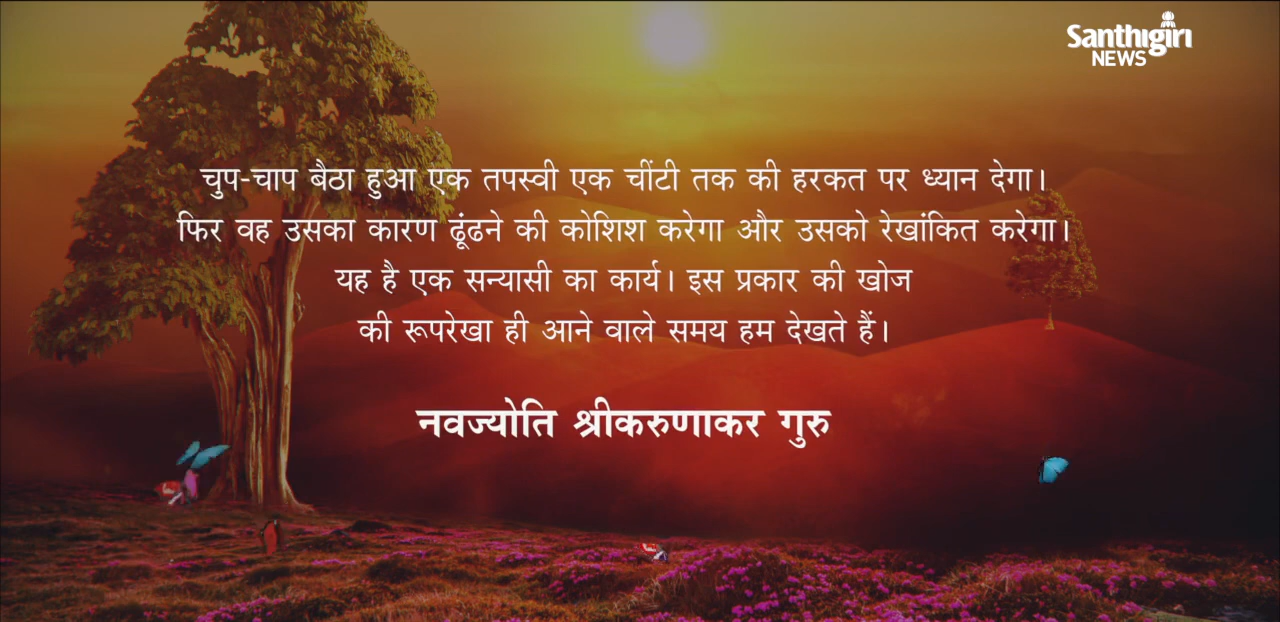 Santhigiri
NEWS
चुप-चाप बैठा हुआ एक तपस्वी एक चींटी तक की हरकत पर ध्यान देगा।
फिर वह उसका कारण ढूंढने की कोशिश करेगा और उसको रेखांकित करेगा।
यह है एक सन्यासी का कार्य। इस प्रकार की खोज
की रूपरेखा ही आने वाले समय हम देखते हैं।
नवज्योति श्रीकरुणाकर गुरु